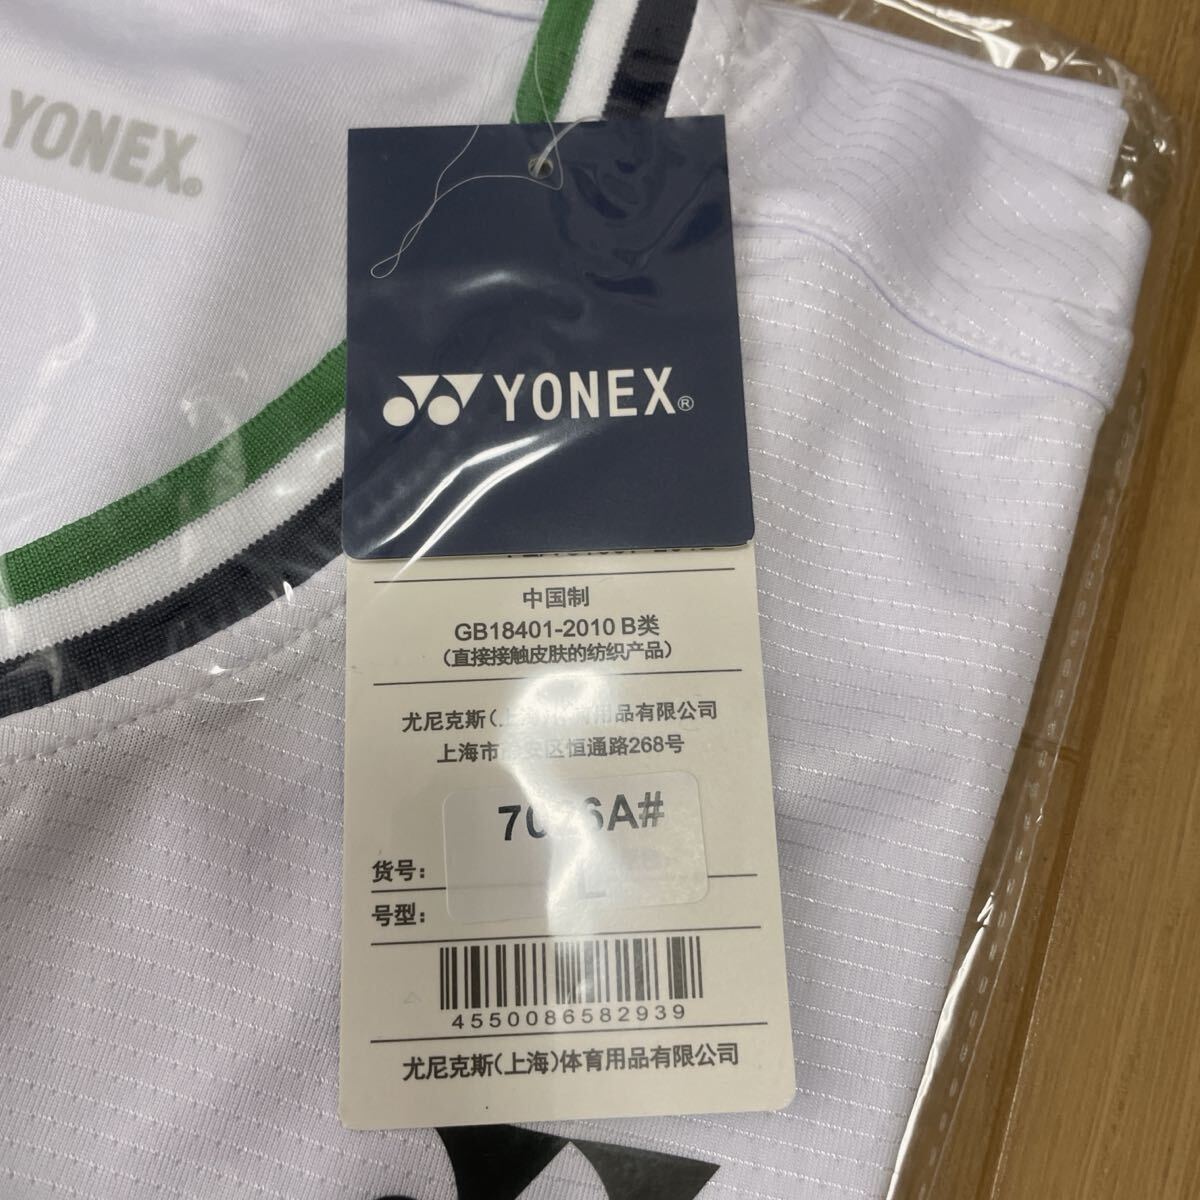 YONEX®
YONEX®
中国制
GB18401-2010 B类
(直接接触皮肤的纺织产品)
尤尼克斯(上海)体育用品有限公司
上海市静安区恒通路268号
A#
货号:
L
号型:
4550086582939
尤尼克斯(上海)体育用品有限公司